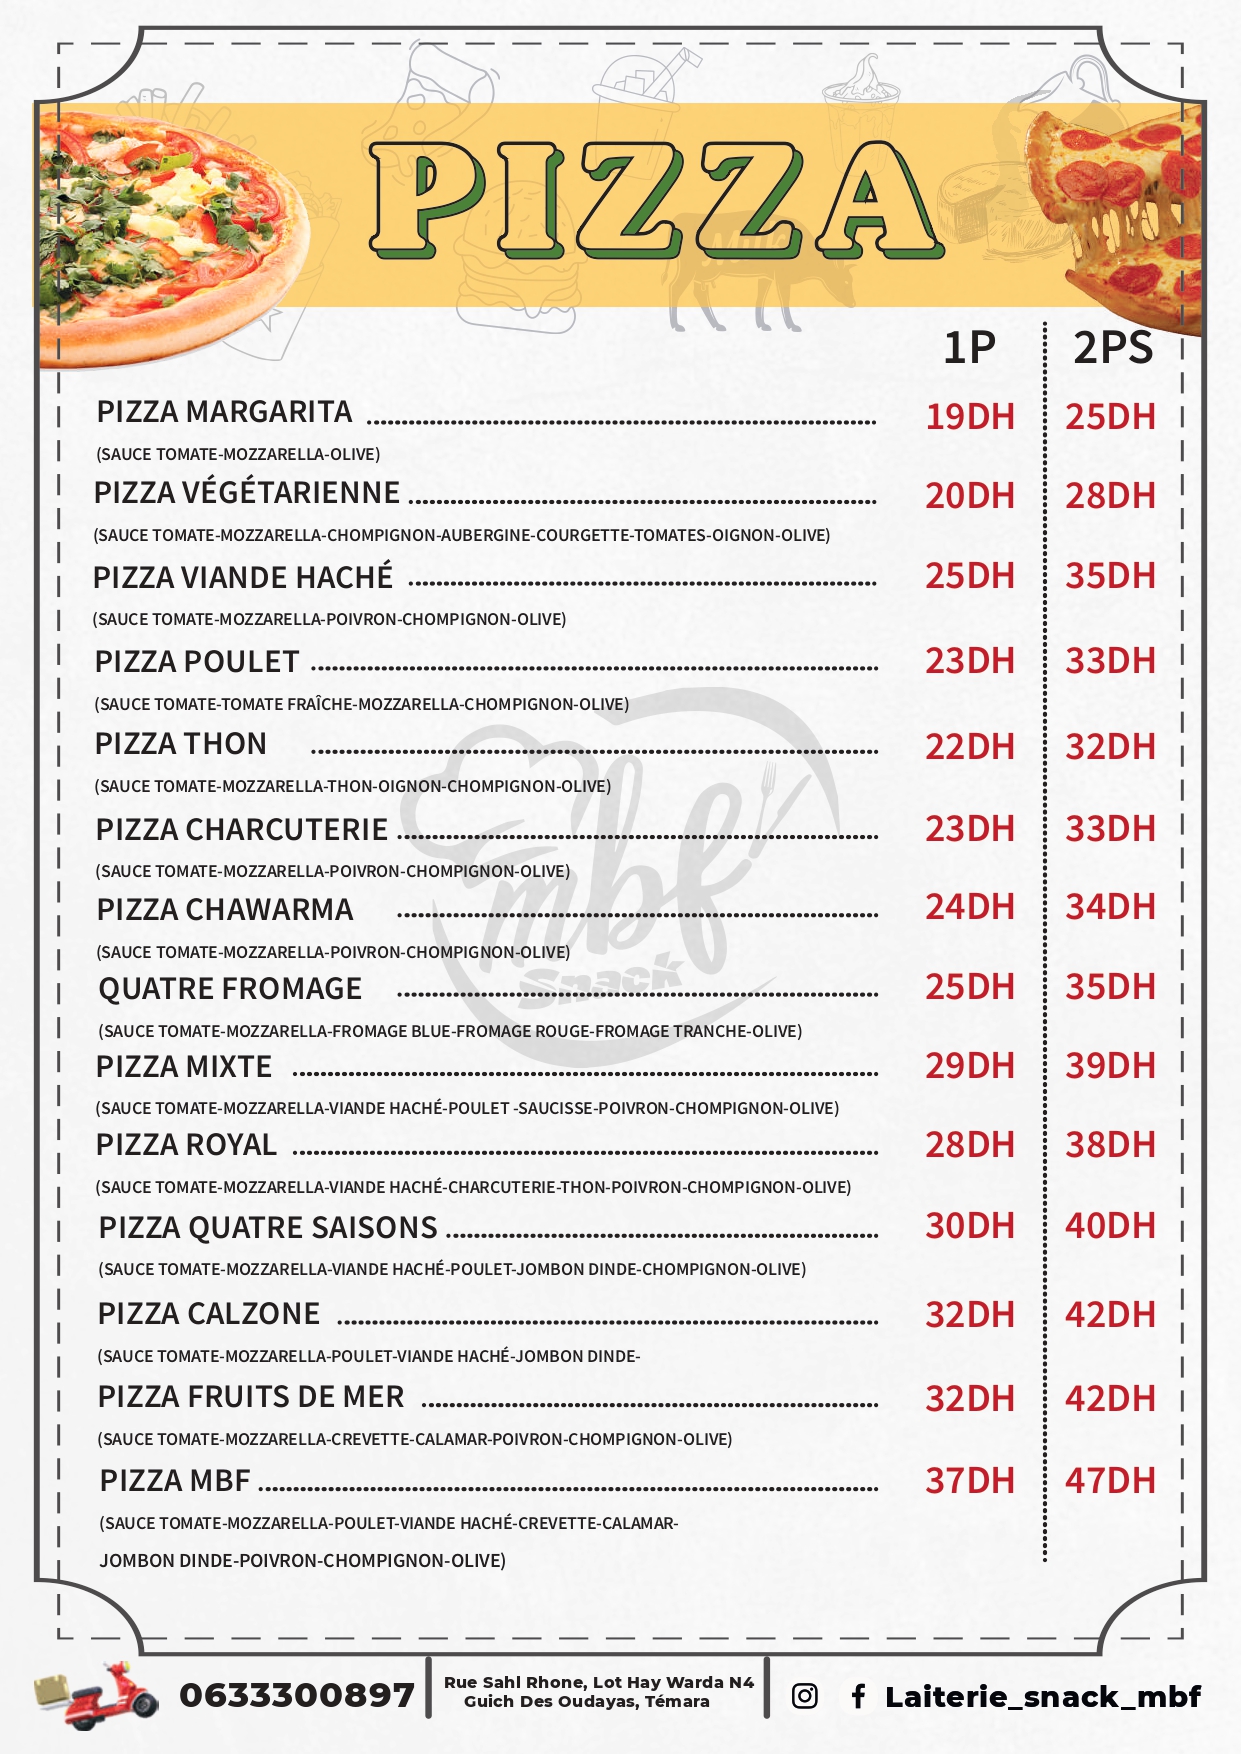 PIZZA
1P 2PS
PIZZA MARGARITA ........ 19DH 25DH
(SAUCE TOMATE-MOZZARELLA-OLIVE)
PIZZA VÉGÉTARIENNE ........ 20DH 28DH
(SAUCE TOMATE-MOZZARELLA-CHOMPIGNON-AUBERGINE-COURGETTE-TOMATES-OIGNON-OLIVE)
PIZZA VIANDE HACHÉ ........ 25DH 35DH
(SAUCE TOMATE-MOZZARELLA-POIVRON-CHOMPIGNON-OLIVE)
PIZZA POULET ........ 23DH 33DH
(SAUCE TOMATE-TOMATE FRAÎCHE-MOZZARELLA-CHOMPIGNON-OLIVE)
PIZZA THON ........ 22DH 32DH
(SAUCE TOMATE-MOZZARELLA-THON-OIGNON-CHOMPIGNON-OLIVE)
PIZZA CHARCUTERIE ........ 23DH 33DH
(SAUCE TOMATE-MOZZARELLA-POIVRON-CHOMPIGNON-OLIVE)
PIZZA CHAWARMA ........ 24DH 34DH
(SAUCE TOMATE-MOZZARELLA-POIVRON-CHOMPIGNON-OLIVE)
mbf
Snack
QUATRE FROMAGE ........ 25DH 35DH
(SAUCE TOMATE-MOZZARELLA-FROMAGE BLUE-FROMAGE ROUGE-FROMAGE TRANCHE-OLIVE)
PIZZA MIXTE ........ 29DH 39DH
(SAUCE TOMATE-MOZZARELLA-VIANDE HACHÉ-POULET -SAUCISSE-POIVRON-CHOMPIGNON-OLIVE)
PIZZA ROYAL ........ 28DH 38DH
(SAUCE TOMATE-MOZZARELLA-VIANDE HACHÉ-CHARCUTERIE-THON-POIVRON-CHOMPIGNON-OLIVE)
PIZZA QUATRE SAISONS ........ 30DH 40DH
(SAUCE TOMATE-MOZZARELLA-VIANDE HACHÉ-POULET-JOMBON DINDE-CHOMPIGNON-OLIVE)
PIZZA CALZONE ........ 32DH 42DH
(SAUCE TOMATE-MOZZARELLA-POULET-VIANDE HACHÉ-JOMBON DINDE-
PIZZA FRUITS DE MER ........ 32DH 42DH
(SAUCE TOMATE-MOZZARELLA-CREVETTE-CALAMAR-POIVRON-CHOMPIGNON-OLIVE)
PIZZA MBF ........ 37DH 47DH
(SAUCE TOMATE-MOZZARELLA-POULET-VIANDE HACHÉ-CREVETTE-CALAMAR-
JOMBON DINDE-POIVRON-CHOMPIGNON-OLIVE)
0633300897
Rue Sahl Rhone, Lot Hay Warda N4
Guich Des Oudayas, Témara
Laiterie_snack_mbf